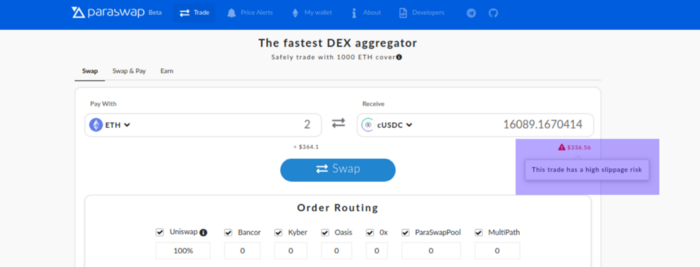 paraswap Beta
Trade
Price Alerts
My wallet
About
Developers
The fastest DEX aggregator
Safely trade with 1000 ETH cover
Swap
Swap & Pay
Earn
Pay With
ETH
2
≈ $364.1
Receive
cUSDC
16089.1670414
$336.56
This trade has a high slippage risk
Swap
Order Routing
Uniswap
Bancor
Kyber
Oasis
0x
ParaSwapPool
MultiPath
100%
0
0
0
0
0
0